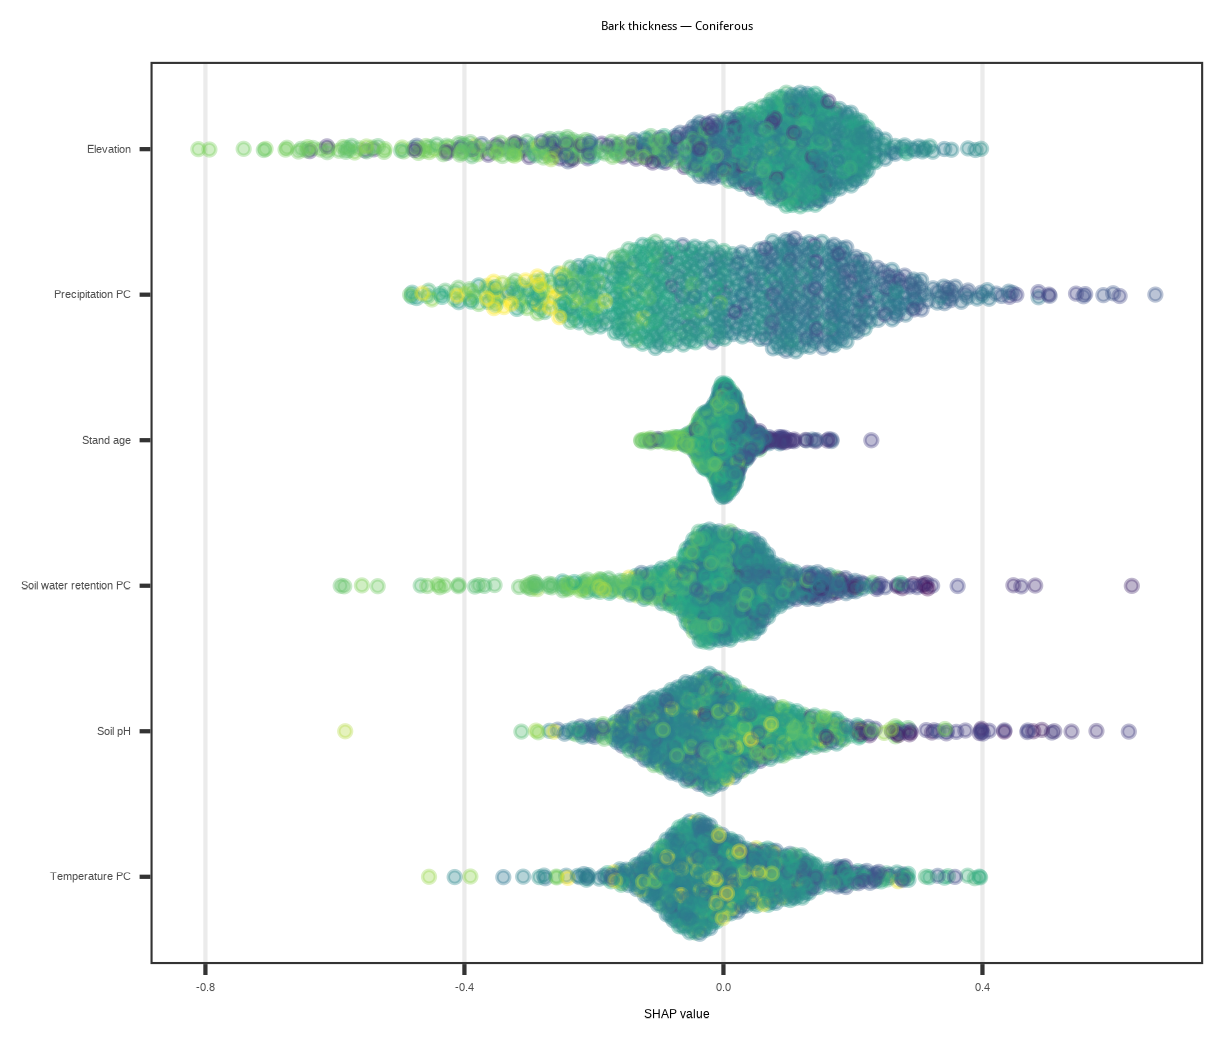 Bark thickness — Coniferous
Elevation
Precipitation PC
Stand age
Soil water retention PC
Soil pH
Temperature PC
-0.8
-0.4
0.0
0.4
SHAP value